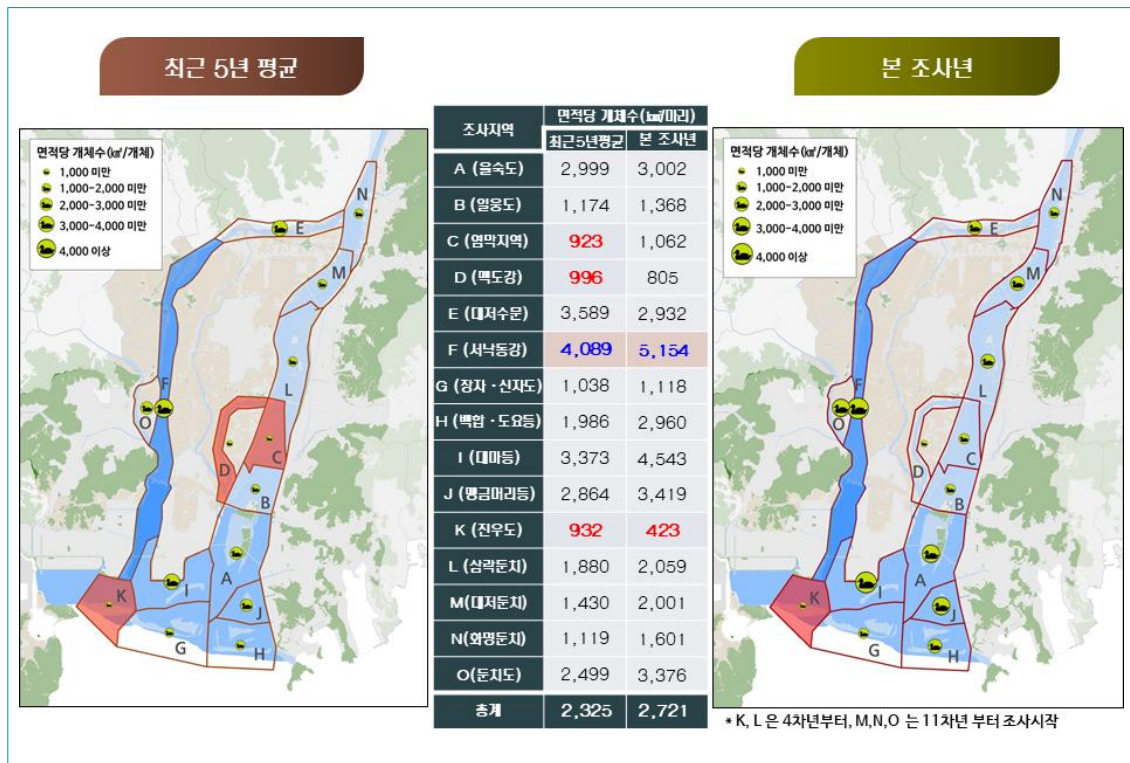 최근 5년 평균
본 조사년
면적당 개체수(㎢/개체)
1,000 미만
1,000-2,000 미만
2,000-3,000 미만
3,000-4,000 미만
4,000 이상
N
E
M
F
L
O
D
C
B
A
K
I
J
G
H
조사지역 면적당 개체수(㎢/마리)
최근5년평균 본 조사년
A (을숙도) 2,999 3,002
B (일웅도) 1,174 1,368
C (염막지역) 923 1,062
D (맥도강) 996 805
E (대저수문) 3,589 2,932
F (서낙동강) 4,089 5,154
G (장자·신자도) 1,038 1,118
H (백합·도요등) 1,986 2,960
I (대마등) 3,373 4,543
J (맹금머리등) 2,864 3,419
K (진우도) 932 423
L (삼락둔치) 1,880 2,059
M(대저둔치) 1,430 2,001
N(화명둔치) 1,119 1,601
O(둔치도) 2,499 3,376
총계 2,325 2,721
면적당 개체수(㎢/개체)
1,000 미만
1,000-2,000 미만
2,000-3,000 미만
3,000-4,000 미만
4,000 이상
N
E
M
F
L
O
D
C
B
A
K
I
J
G
H
* K, L 은 4차년부터, M,N,O 는 11차년 부터 조사시작